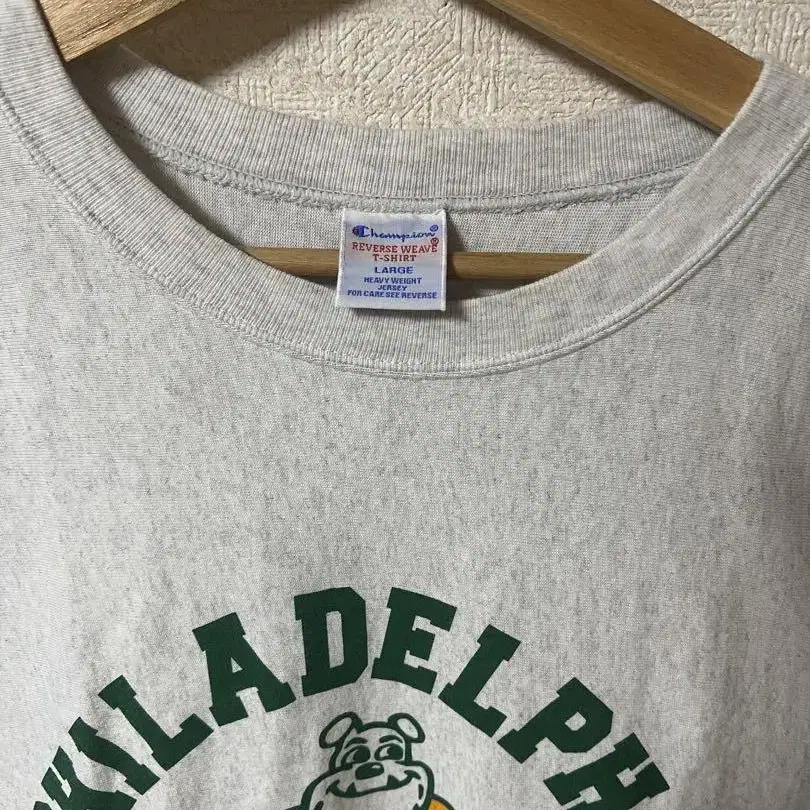 Champion
REVERSE WEAVE
T-SHIRT
LARGE
HEAVY WEIGHT
JERSEY
FOR CARE SEE REVERSE
HILADELPH